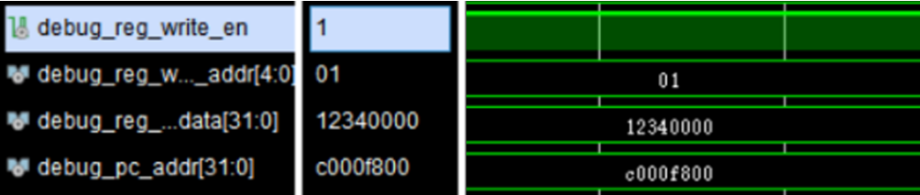 debug_reg_write_en 1
debug_reg_w..._addr[4:0] 01 01
debug_reg_...data[31:0] 12340000 12340000
debug_pc_addr[31:0] c000f800 c000f800